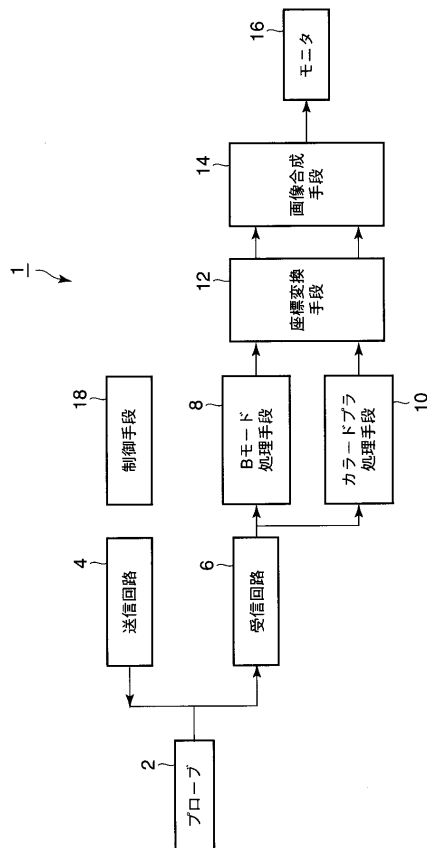 1
2
プローブ
4
送信回路
6
受信回路
18
制御手段
8
Bモード
処理手段
10
カラードプラ
処理手段
12
座標変換
手段
14
画像合成
手段
16
モニタ